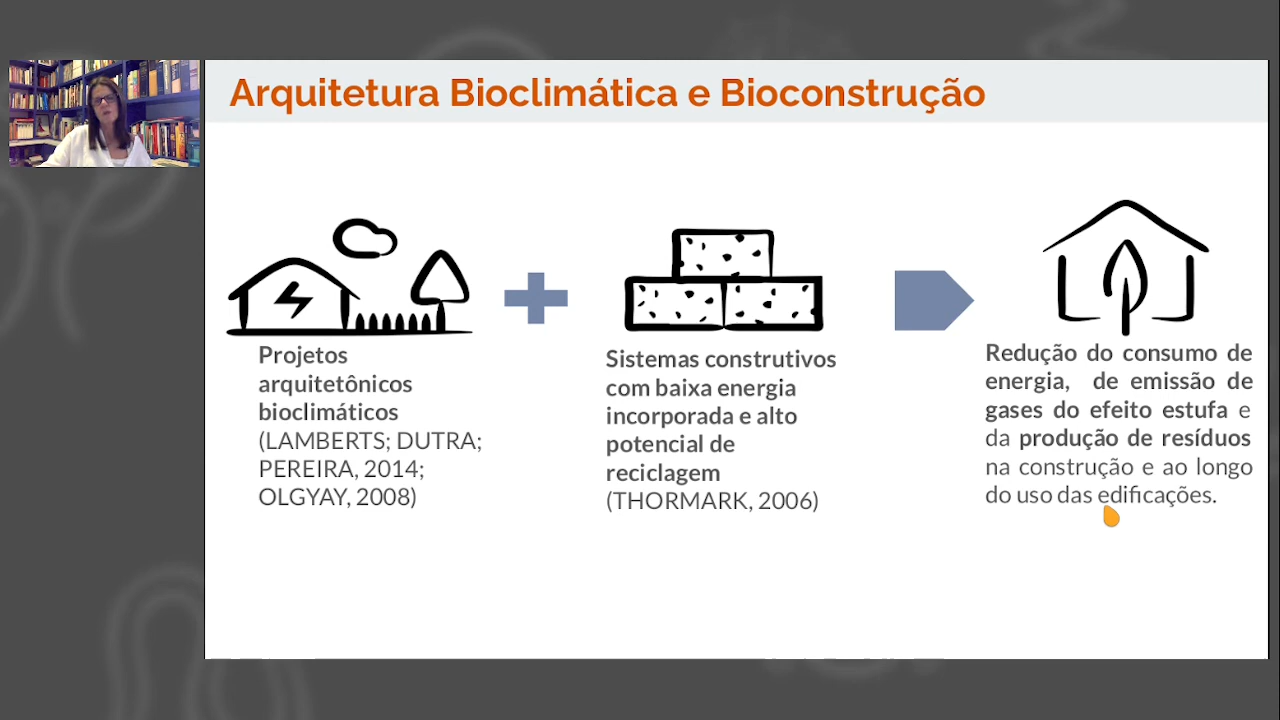 Arquitetura Bioclimática e Bioconstrução
Projetos
arquitetônicos
bioclimáticos
(LAMBERTS; DUTRA;
PEREIRA, 2014;
OLGYAY, 2008)
Sistemas construtivos
com baixa energia
incorporada e alto
potencial de
reciclagem
(THORMARK, 2006)
Redução do consumo de
energia, de emissão de
gases do efeito estufa e
da produção de resíduos
na construção e ao longo
do uso das edificações.